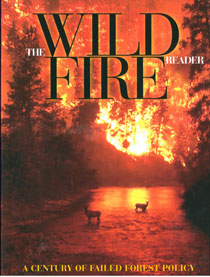 THE WILD
FIRE READER
A CENTURY OF FAILED FOREST POLICY